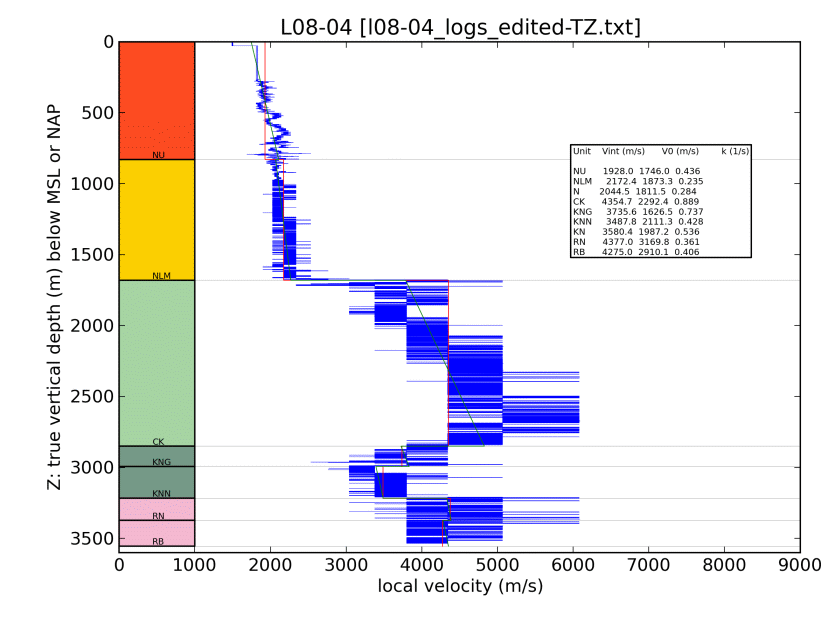 L08-04 [l08-04_logs_edited-TZ.txt]
0
500
1000
1500
2000
2500
3000
3500
Z: true vertical depth (m) below MSL or NAP
NU
NLM
CK
KNG
KNN
RN
RB
Unit Vint (m/s) V0 (m/s) k (1/s)
NU 1928.0 1746.0 0.436
NLM 2172.4 1873.3 0.235
N 2044.5 1811.5 0.284
CK 4354.7 2292.4 0.889
KNG 3735.6 1626.5 0.737
KNN 3487.8 2111.3 0.428
KN 3580.4 1987.2 0.536
RN 4377.0 3169.8 0.361
RB 4275.0 2910.1 0.406
0 1000 2000 3000 4000 5000 6000 7000 8000 9000
local velocity (m/s)